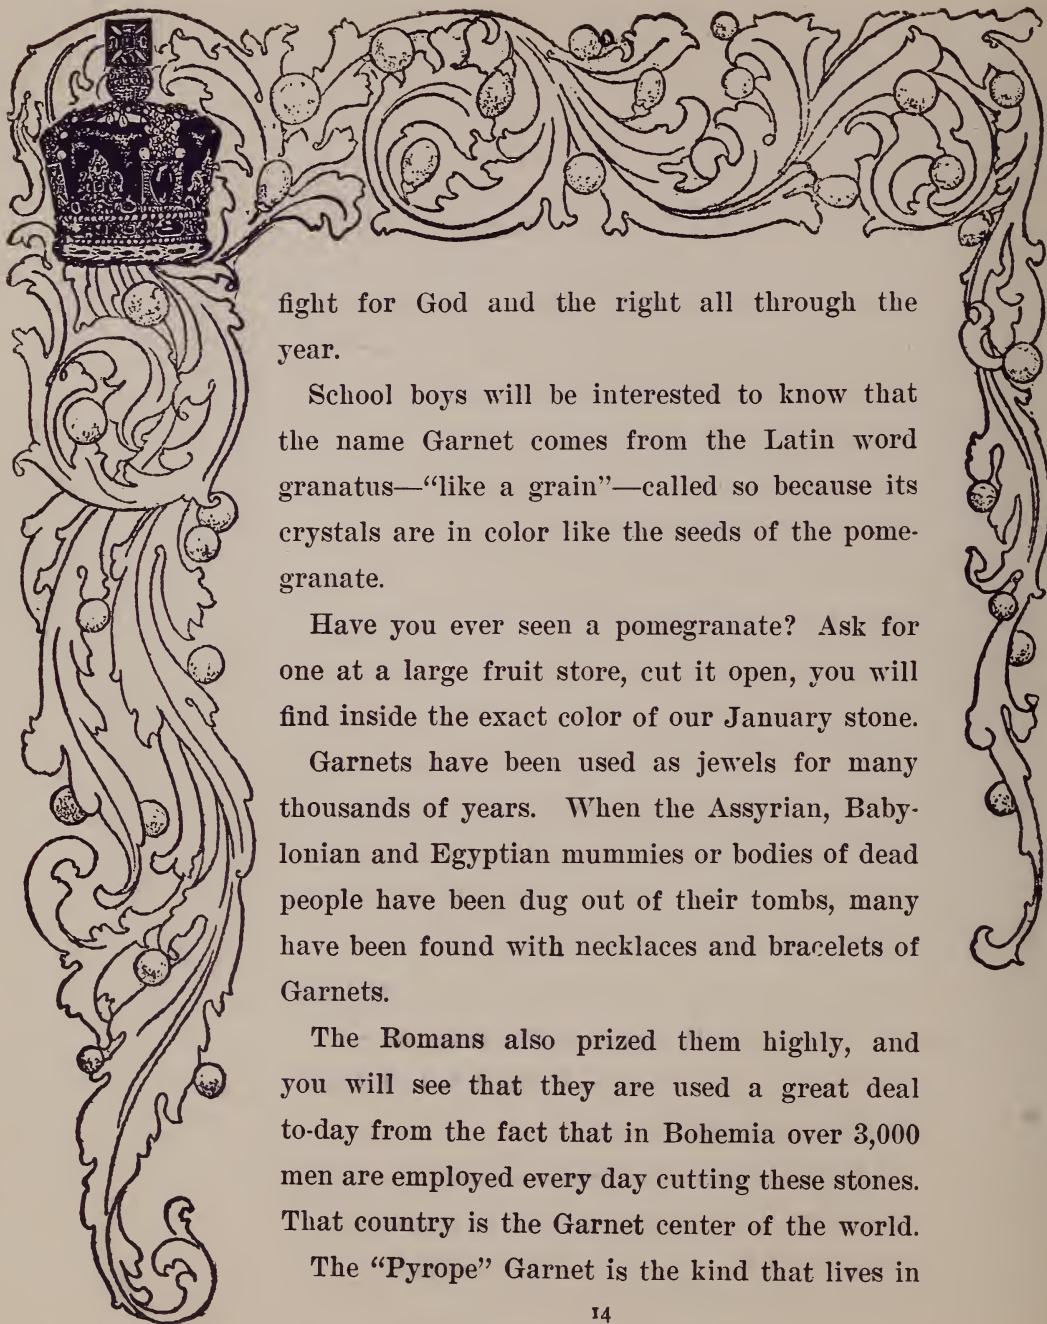 fight for God and the right all through the
year.
School boys will be interested to know that
the name Garnet comes from the Latin word
granatus—“like a grain”—called so because its
crystals are in color like the seeds of the pome-
granate.
Have you ever seen a pomegranate? Ask for
one at a large fruit store, cut it open, you will
find inside the exact color of our January stone.
Garnets have been used as jewels for many
thousands of years. When the Assyrian, Baby-
lonian and Egyptian mummies or bodies of dead
people have been dug out of their tombs, many
have been found with necklaces and bracelets of
Garnets.
The Romans also prized them highly, and
you will see that they are used a great deal
to-day from the fact that in Bohemia over 3,000
men are employed every day cutting these stones.
That country is the Garnet center of the world.
The “Pyrope” Garnet is the kind that lives in
14